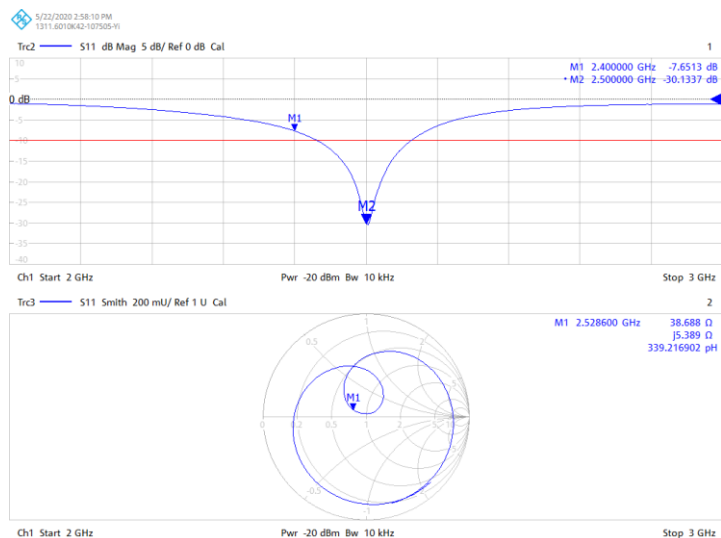 5/22/2020 2:58:10 PM
1311.6010K42-107505-Yi
Trc2 S11 dB Mag 5 dB/ Ref 0 dB Cal 1
M1 2.400000 GHz -7.6513 dB
• M2 2.500000 GHz -30.1337 dB
10
5
0 dB
-5
M1
-10
-15
-20
-25
M2
-30
-35
-40
Ch1 Start 2 GHz Pwr -20 dBm Bw 10 kHz Stop 3 GHz
Trc3 S11 Smith 200 mU/ Ref 1 U Cal 2
M1 2.528600 GHz 38.688 Ω
j5.389 Ω
339.216902 pH
1
0.5 2
5
M1
0 0.2 0.5 1 2 5 10
-5
-0.5 -2
-1
Ch1 Start 2 GHz Pwr -20 dBm Bw 10 kHz Stop 3 GHz